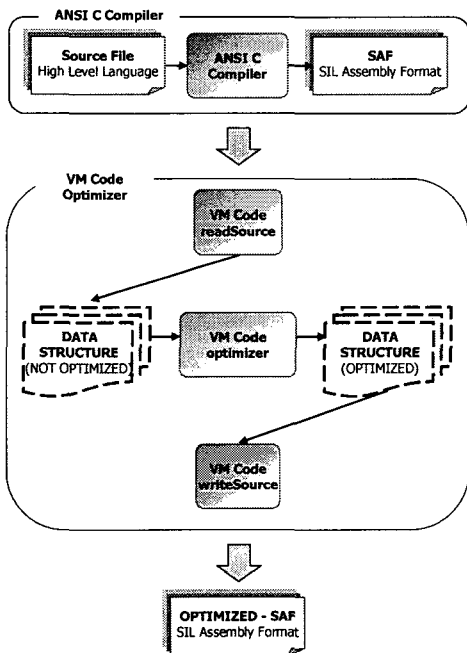 ANSI C Compiler
Source File
High Level Language
ANSI C
Compiler
SAF
SIL Assembly Format
VM Code
Optimizer
VM Code
readSource
DATA
STRUCTURE
(NOT OPTIMIZED)
VM Code
optimizer
DATA
STRUCTURE
(OPTIMIZED)
VM Code
writeSource
OPTIMIZED - SAF
SIL Assembly Format